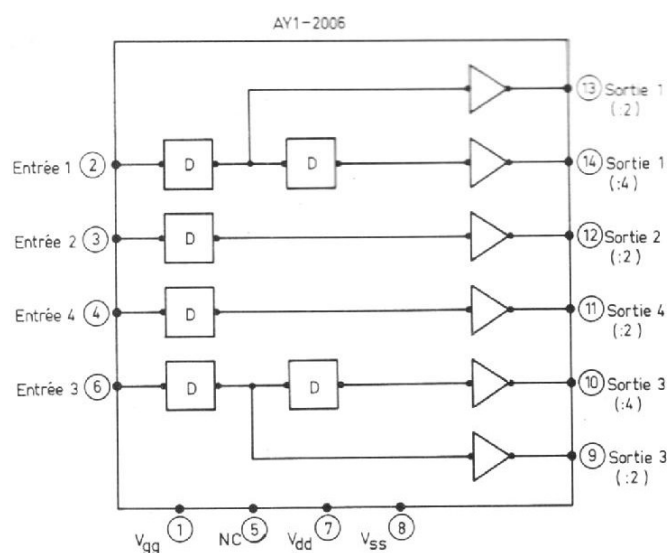 AY1-2006
13 Sortie 1
(:2)
Entrée 1 2
D
D
14 Sortie 1
(:4)
Entrée 2 3
D
12 Sortie 2
(:2)
Entrée 4 4
D
11 Sortie 4
(:2)
Entrée 3 6
D
D
10 Sortie 3
(:4)
9 Sortie 3
(:2)
Vgg 1
NC 5
Vdd 7
Vss 8